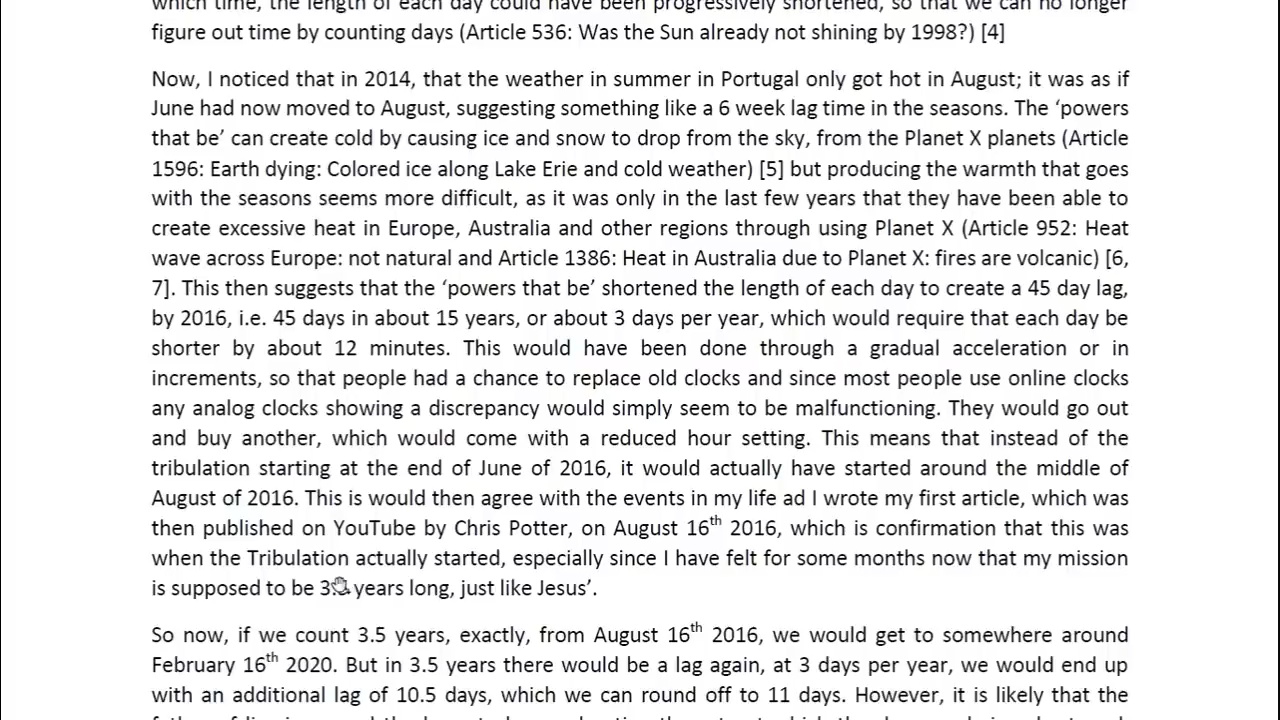 which time, the length of each day could have been progressively shortened, so that we can no longer
figure out time by counting days (Article 536: Was the Sun already not shining by 1998?) [4]
Now, I noticed that in 2014, that the weather in summer in Portugal only got hot in August; it was as if
June had now moved to August, suggesting something like a 6 week lag time in the seasons. The ‘powers
that be’ can create cold by causing ice and snow to drop from the sky, from the Planet X planets (Article
1596: Earth dying: Colored ice along Lake Erie and cold weather) [5] but producing the warmth that goes
with the seasons seems more difficult, as it was only in the last few years that they have been able to
create excessive heat in Europe, Australia and other regions through using Planet X (Article 952: Heat
wave across Europe: not natural and Article 1386: Heat in Australia due to Planet X: fires are volcanic) [6,
7]. This then suggests that the ‘powers that be’ shortened the length of each day to create a 45 day lag,
by 2016, i.e. 45 days in about 15 years, or about 3 days per year, which would require that each day be
shorter by about 12 minutes. This would have been done through a gradual acceleration or in
increments, so that people had a chance to replace old clocks and since most people use online clocks
any analog clocks showing a discrepancy would simply seem to be malfunctioning. They would go out
and buy another, which would come with a reduced hour setting. This means that instead of the
tribulation starting at the end of June of 2016, it would actually have started around the middle of
August of 2016. This is would then agree with the events in my life ad I wrote my first article, which was
then published on YouTube by Chris Potter, on August 16th 2016, which is confirmation that this was
when the Tribulation actually started, especially since I have felt for some months now that my mission
is supposed to be 3 years long, just like Jesus’.
So now, if we count 3.5 years, exactly, from August 16th 2016, we would get to somewhere around
February 16th 2020. But in 3.5 years there would be a lag again, at 3 days per year, we would end up
with an additional lag of 10.5 days, which we can round off to 11 days. However, it is likely that the